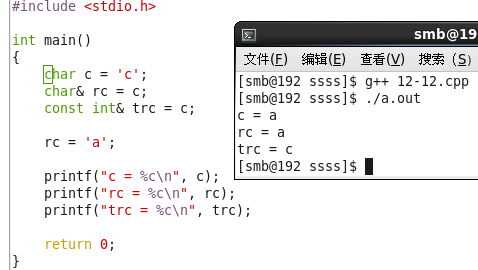 #include <stdio.h>
int main()
{
    char c = 'c';
    char& rc = c;
    const int& trc = c;
    rc = 'a';
    printf("c = %c\n", c);
    printf("rc = %c\n", rc);
    printf("trc = %c\n", trc);
    return 0;
}
smb@19
文件(F) 编辑(E) 查看(V) 搜索 (S)
[smb@192 ssss]$ g++ 12-12.cpp
[smb@192 ssss]$ ./a.out
c = a
rc = a
trc = c
[smb@192 ssss]$